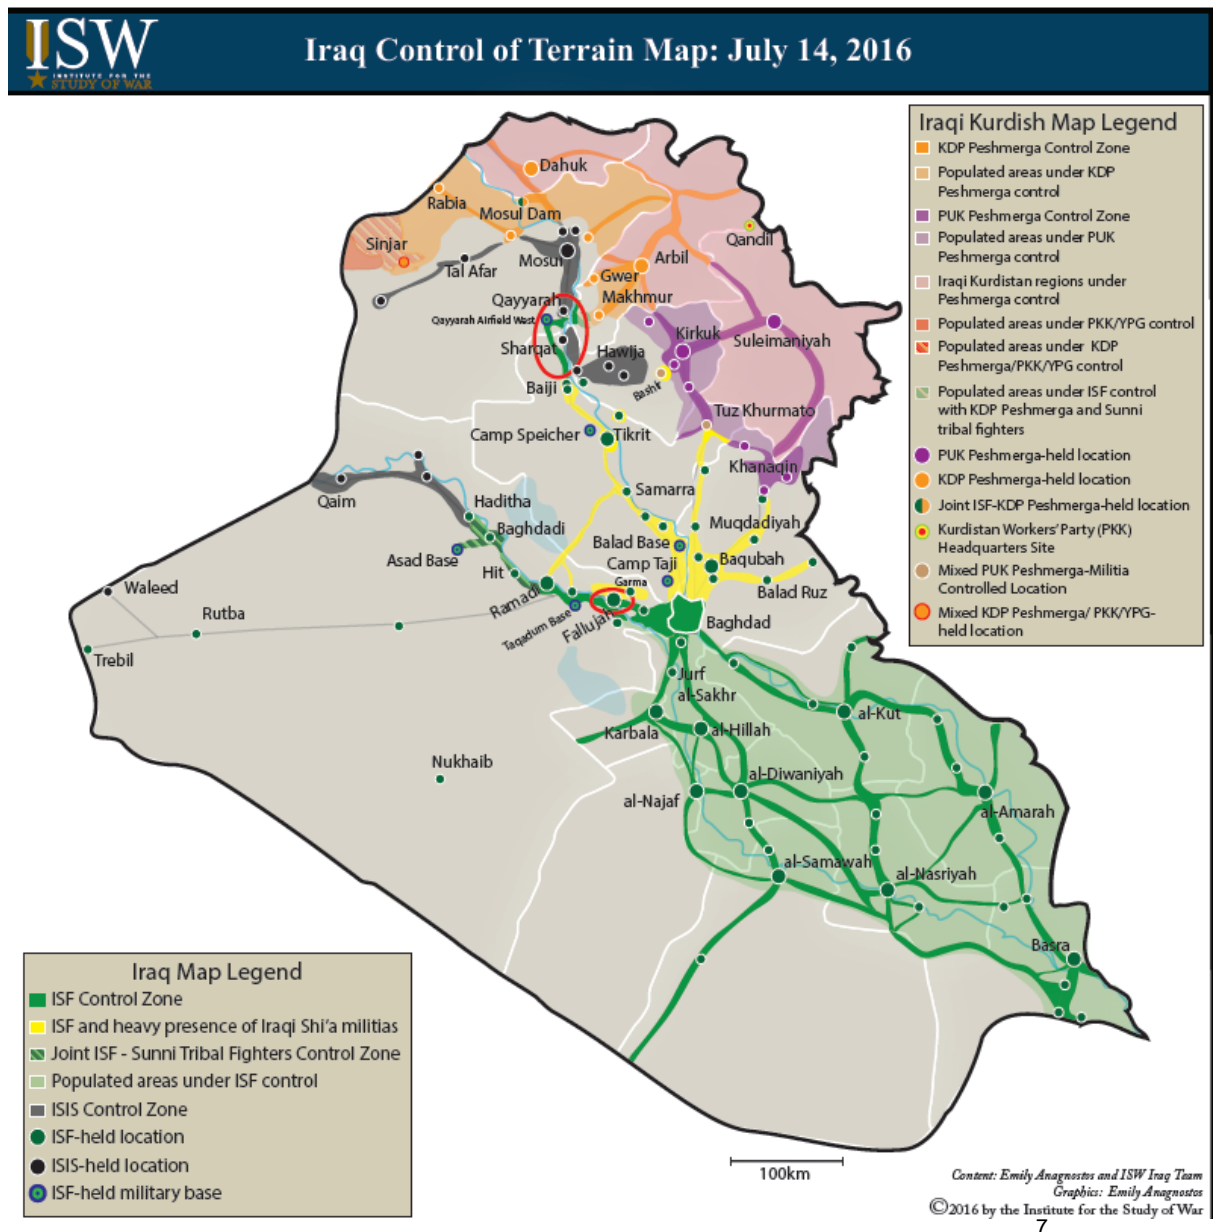 ISW
INSTITUTE FOR THE
STUDY OF WAR
Iraq Control of Terrain Map: July 14, 2016
Iraqi Kurdish Map Legend
KDP Peshmerga Control Zone
Populated areas under KDP
Peshmerga control
PUK Peshmerga Control Zone
Populated areas under PUK
Peshmerga control
Iraqi Kurdistan regions under
Peshmerga control
Populated areas under PKK/YPG control
Populated areas under KDP
Peshmerga/PKK/YPG control
Populated areas under ISF control
with KDP Peshmerga and Sunni
tribal fighters
PUK Peshmerga-held location
KDP Peshmerga-held location
Joint ISF-KDP Peshmerga-held location
Kurdistan Workers' Party (PKK)
Headquarters Site
Mixed PUK Peshmerga-Militia
Controlled Location
Mixed KDP Peshmerga/ PKK/YPG-
held location
Dahuk
Rabia
Mosul Dam
Sinjar
Qandil
Mosul
Arbil
Tal Afar
Gwer
Qayyarah
Makhmur
Qayyarah Airfield West
Kirkuk
Suleimaniyah
Sharqat
Hawija
Baiji
Bashir
Tuz Khurmato
Camp Speicher
Tikrit
Khanaqin
Qaim
Samarra
Haditha
Baghdadi
Muqdadiyah
Balad Base
Asad Base
Camp Taji
Baqubah
Hit
Garma
Waleed
Ramadi
Balad Ruz
Rutba
Taqadum Base
Fallujah
Baghdad
Trebil
Jurf
al-Sakhr
Karbala
al-Hillah
al-Kut
Nukhaib
al-Diwaniyah
al-Najaf
al-Amarah
al-Samawah
al-Nasriyah
Basra
Iraq Map Legend
ISF Control Zone
ISF and heavy presence of Iraqi Shi'a militias
Joint ISF - Sunni Tribal Fighters Control Zone
Populated areas under ISF control
ISIS Control Zone
ISF-held location
ISIS-held location
ISF-held military base
100km
Content: Emily Anagnostos and ISW Iraq Team
Graphics: Emily Anagnostos
©2016 by the Institute for the Study of War
7